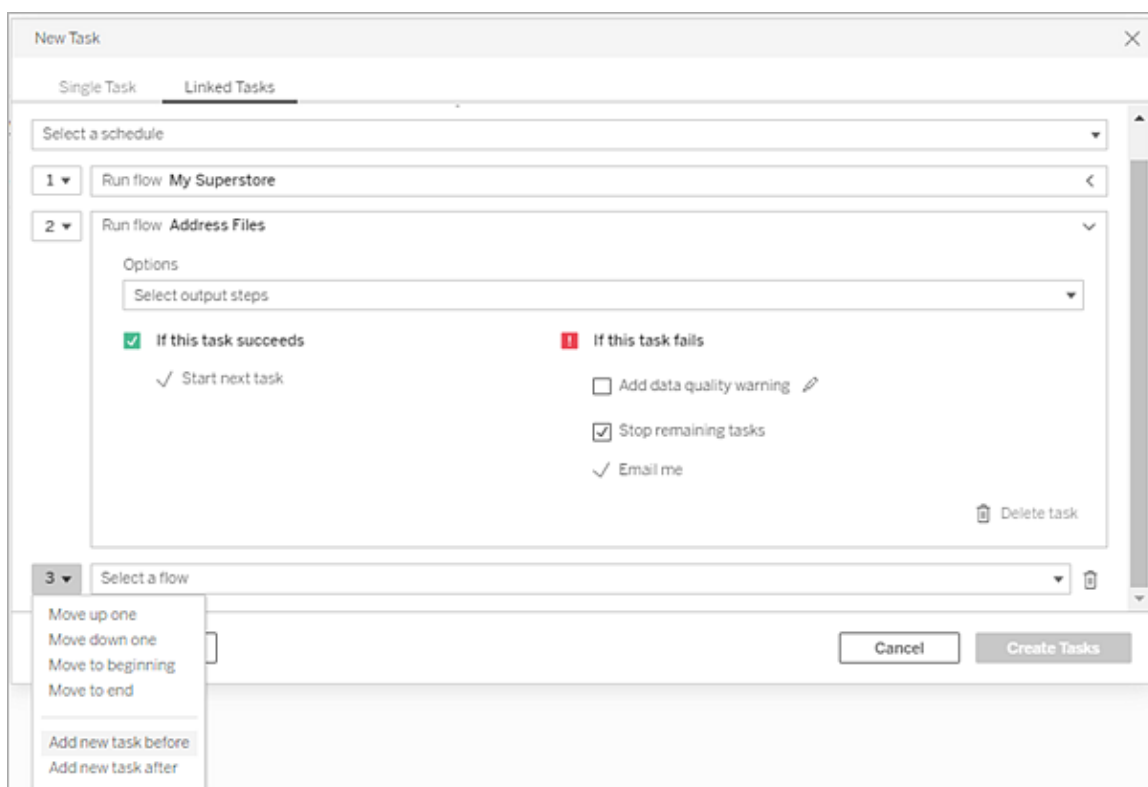 New Task
Single Task Linked Tasks
Select a schedule
1 Run flow My Superstore
2 Run flow Address Files
Options
Select output steps
If this task succeeds If this task fails
Start next task
Add data quality warning
Stop remaining tasks
Email me
Delete task
3 Select a flow
Move up one
Move down one
Cancel Create Tasks
Move to beginning
Move to end
Add new task before
Add new task after